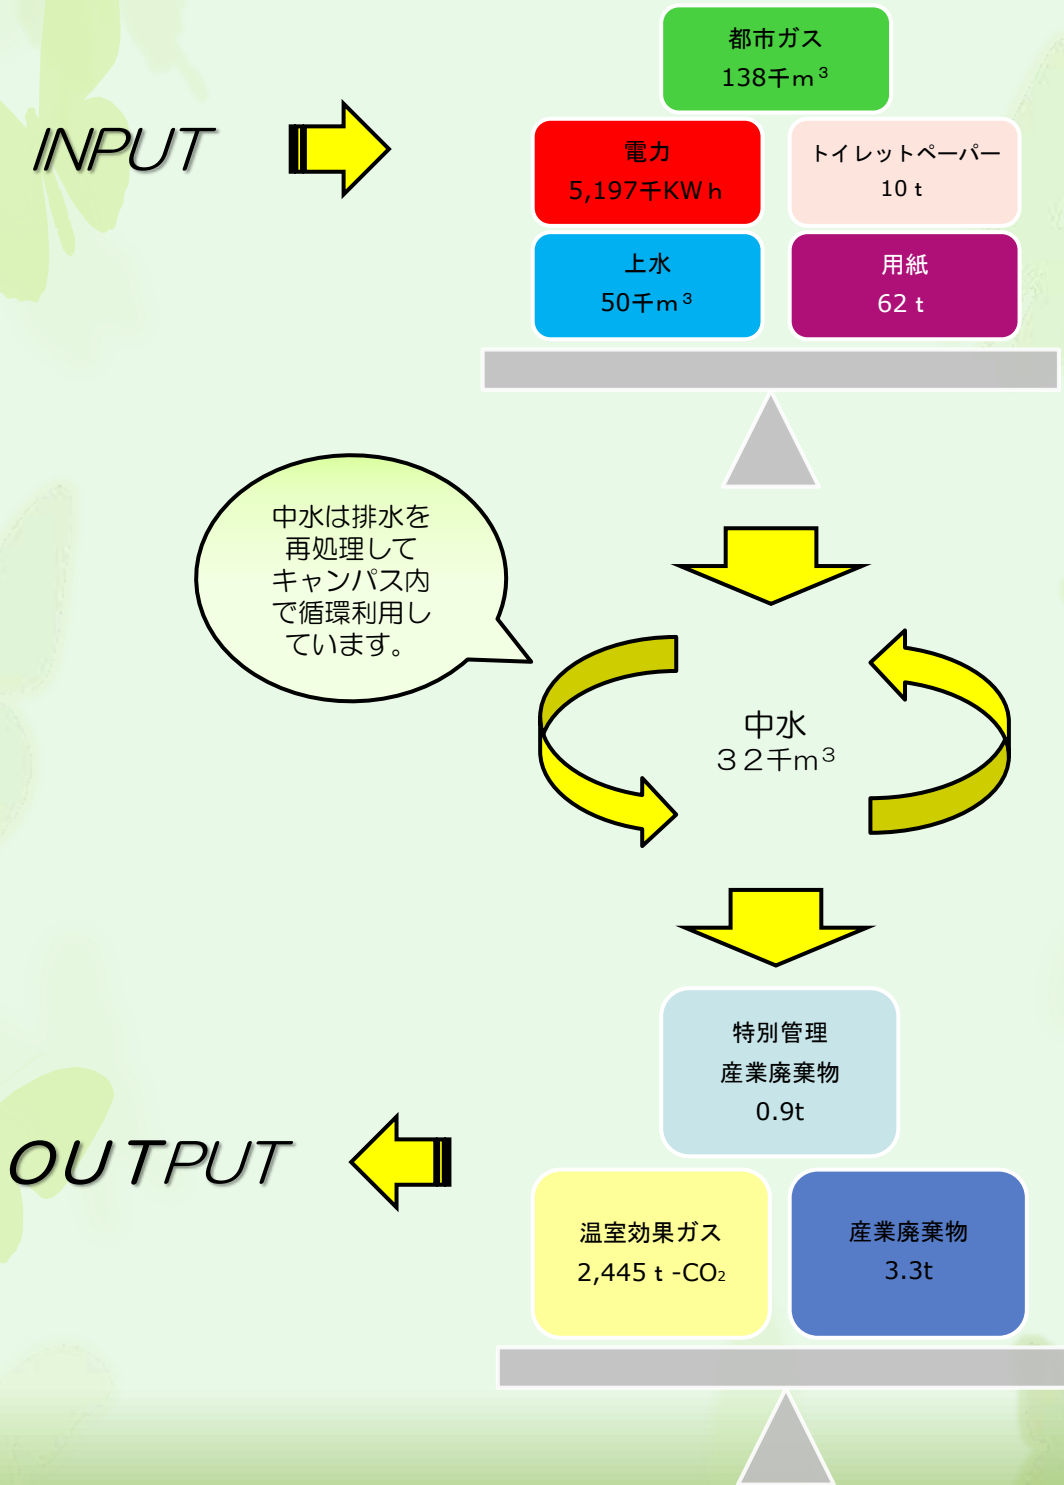 都市ガス
138千ｍ³
INPUT
電力
5,197千KWｈ
トイレットペーパー
10ｔ
上水
50千ｍ³
用紙
62ｔ
中水は排水を
再処理して
キャンパス内
で循環利用し
ています。
中水
３２千m³
特別管理
産業廃棄物
0.9t
OUTPUT
温室効果ガス
2,445ｔ-CO₂
産業廃棄物
3.3t